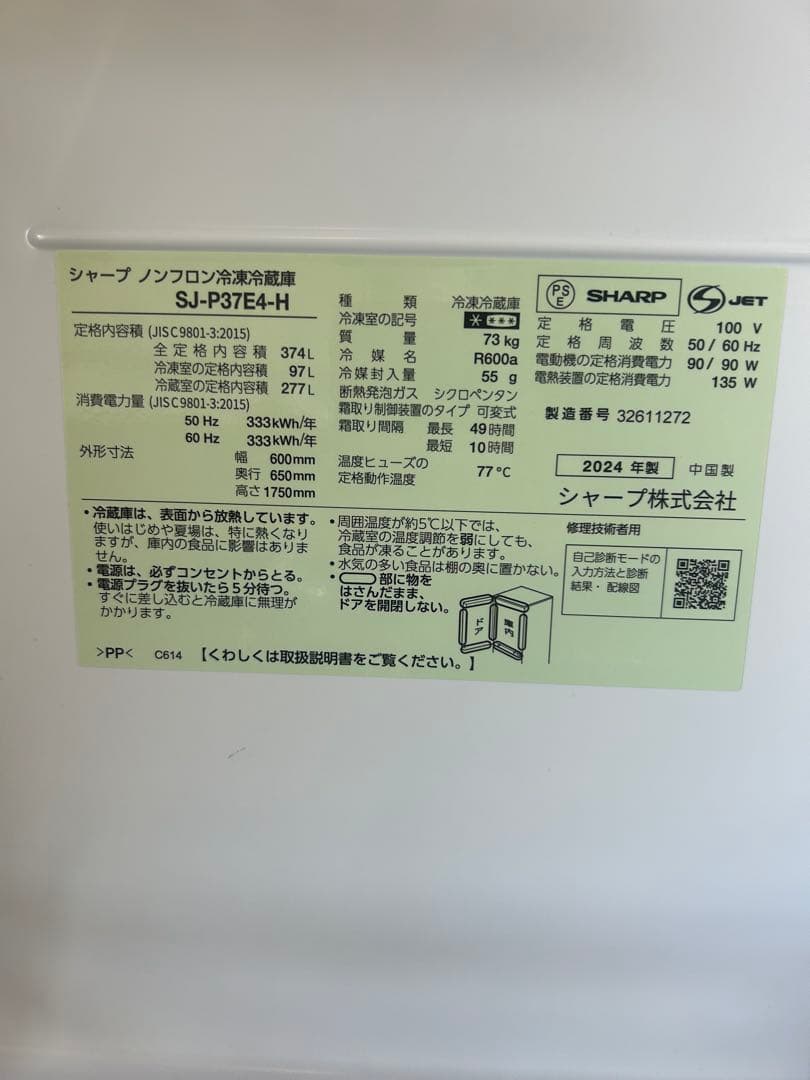 シャープ ノンフロン冷凍冷蔵庫
SJ-P37E4-H
定格内容積 (JIS C 9801-3:2015)
全定格内容積 374 L
冷凍室の定格内容積 97 L
冷蔵室の定格内容積 277 L
消費電力量 (JIS C 9801-3:2015)
50 Hz 333 kWh/年
60 Hz 333 kWh/年
外形寸法
幅 600mm
奥行 650mm
高さ 1750mm
種類 冷凍冷蔵庫
冷凍室の記号 * ***
質量 73 kg
冷媒名 R600a
冷媒封入量 55 g
断熱発泡ガス シクロペンタン
霜取り制御装置のタイプ 可変式
霜取り間隔 最長 49時間
最短 10時間
温度ヒューズの
定格動作温度 77℃
PS
E
SHARP
S JET
定格電圧 100 V
定格周波数 50 / 60 Hz
電動機の定格消費電力 90 / 90 W
電熱装置の定格消費電力 135 W
製造番号 32611272
2024 年製 中国製
シャープ株式会社
・冷蔵庫は、表面から放熱しています。
使いはじめや夏場は、特に熱くなり
ますが、庫内の食品に影響はありま
せん。
・電源は、必ずコンセントからとる。
・電源プラグを抜いたら5分待つ。
すぐに差し込むと冷蔵庫に無理が
かかります。
・周囲温度が約5℃以下では、
冷蔵室の温度調節を弱にしても、
食品が凍ることがあります。
・水気の多い食品は棚の奥に置かない。
・部に物を
はさんだまま、
ドアを開閉しない。
ドア
庫内
修理技術者用
自己診断モードの
入力方法と診断
結果・配線図
>PP< C614 【くわしくは取扱説明書をご覧ください。】